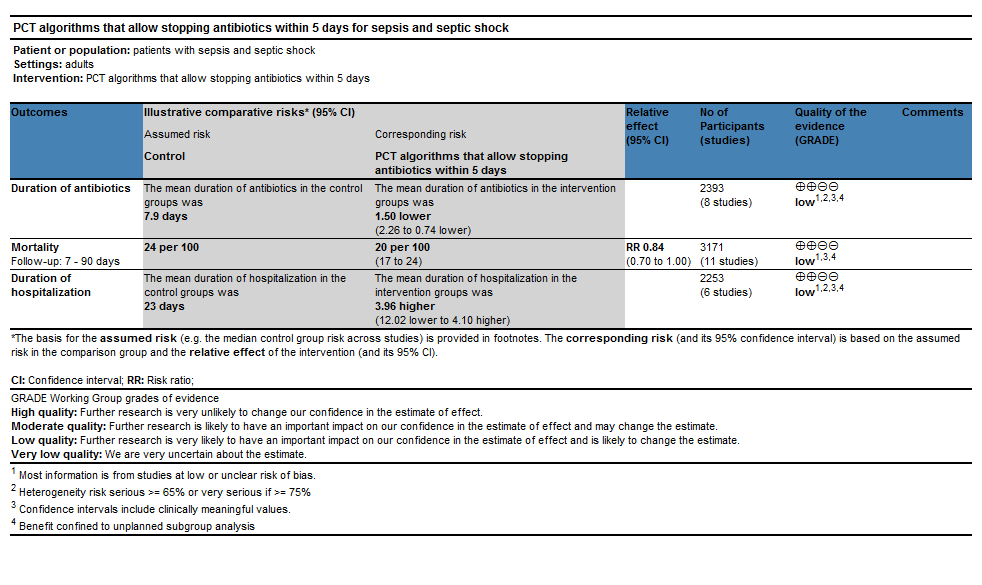 PCT algorithms that allow stopping antibiotics within 5 days for sepsis and septic shock
Patient or population: patients with sepsis and septic shock
Settings: adults
Intervention: PCT algorithms that allow stopping antibiotics within 5 days
Outcomes
Illustrative comparative risks* (95% CI)
Assumed risk
Control
Corresponding risk
PCT algorithms that allow stopping
antibiotics within 5 days
Relative
effect
(95% CI)
No of
Participants
(studies)
Quality of the
evidence
(GRADE)
Comments
Duration of antibiotics
The mean duration of antibiotics in the control
groups was
7.9 days
The mean duration of antibiotics in the intervention
groups was
1.50 lower
(2.26 to 0.74 lower)
2393
(8 studies)
⊕⊕⊖⊖
low1,2,3,4
Mortality
Follow-up: 7 - 90 days
24 per 100
20 per 100
(17 to 24)
RR 0.84
(0.70 to 1.00)
3171
(11 studies)
⊕⊕⊖⊖
low1,3,4
Duration of
hospitalization
The mean duration of hospitalization in the
control groups was
23 days
The mean duration of hospitalization in the
intervention groups was
3.96 higher
(12.02 lower to 4.10 higher)
2253
(6 studies)
⊕⊕⊖⊖
low1,2,3,4
*The basis for the assumed risk (e.g. the median control group risk across studies) is provided in footnotes. The corresponding risk (and its 95% confidence interval) is based on the assumed
risk in the comparison group and the relative effect of the intervention (and its 95% CI).
CI: Confidence interval; RR: Risk ratio;
GRADE Working Group grades of evidence
High quality: Further research is very unlikely to change our confidence in the estimate of effect.
Moderate quality: Further research is likely to have an important impact on our confidence in the estimate of effect and may change the estimate.
Low quality: Further research is very likely to have an important impact on our confidence in the estimate of effect and is likely to change the estimate.
Very low quality: We are very uncertain about the estimate.
1 Most information is from studies at low or unclear risk of bias.
2 Heterogeneity risk serious >= 65% or very serious if >= 75%
3 Confidence intervals include clinically meaningful values.
4 Benefit confined to unplanned subgroup analysis